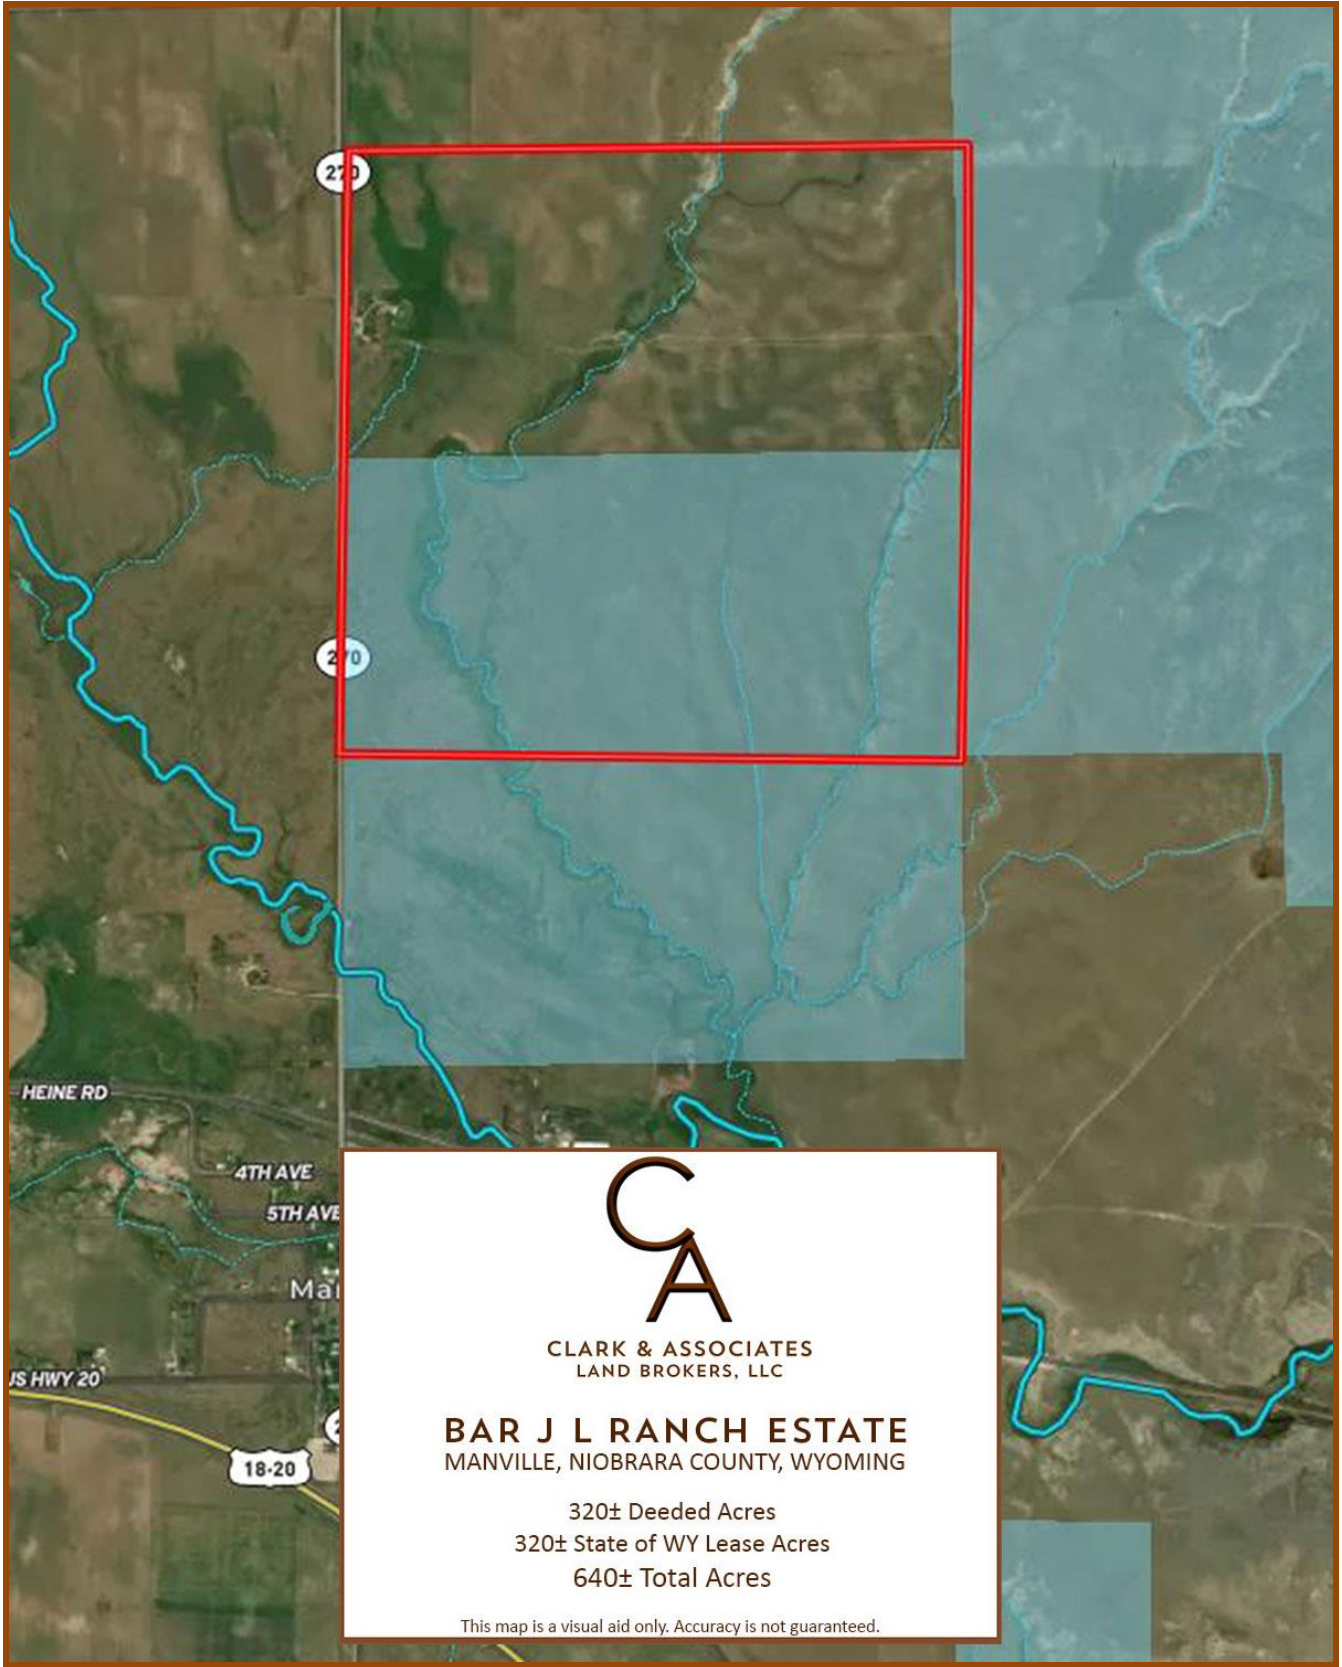 270
270
HEINE RD
4TH AVE
5TH AVE
US HWY 20
18-20
CA
CLARK & ASSOCIATES
LAND BROKERS, LLC
BAR J L RANCH ESTATE
MANVILLE, NIOBRARA COUNTY, WYOMING
320± Deeded Acres
320± State of WY Lease Acres
640± Total Acres
This map is a visual aid only. Accuracy is not guaranteed.